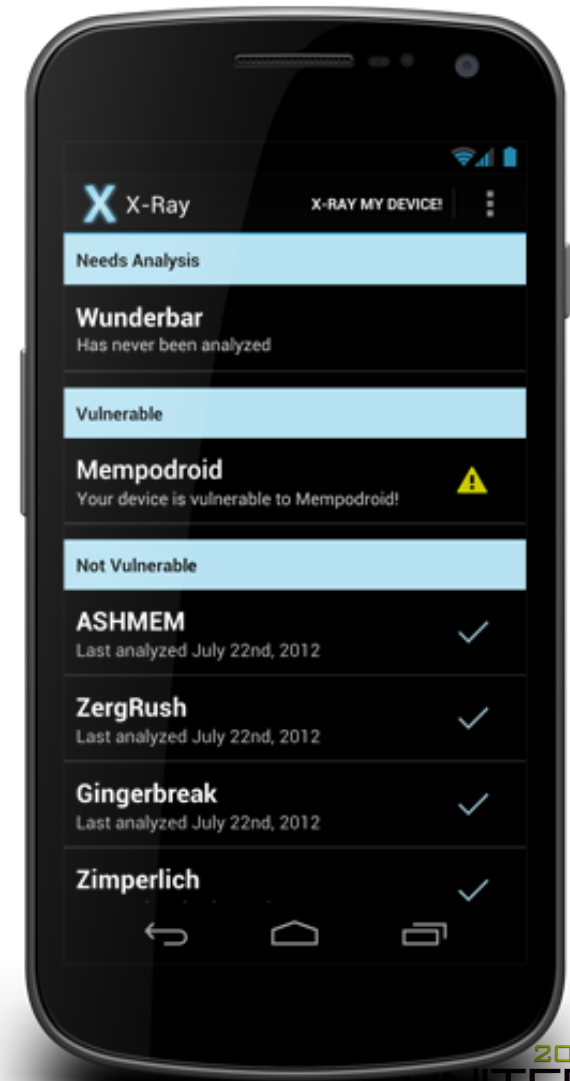 X X-Ray X-RAY MY DEVICE!
Needs Analysis
Wunderbar
Has never been analyzed
Vulnerable
Mempodroid
Your device is vulnerable to Mempodroid!
Not Vulnerable
ASHMEM
Last analyzed July 22nd, 2012
ZergRush
Last analyzed July 22nd, 2012
Gingerbreak
Last analyzed July 22nd, 2012
Zimperlich
20